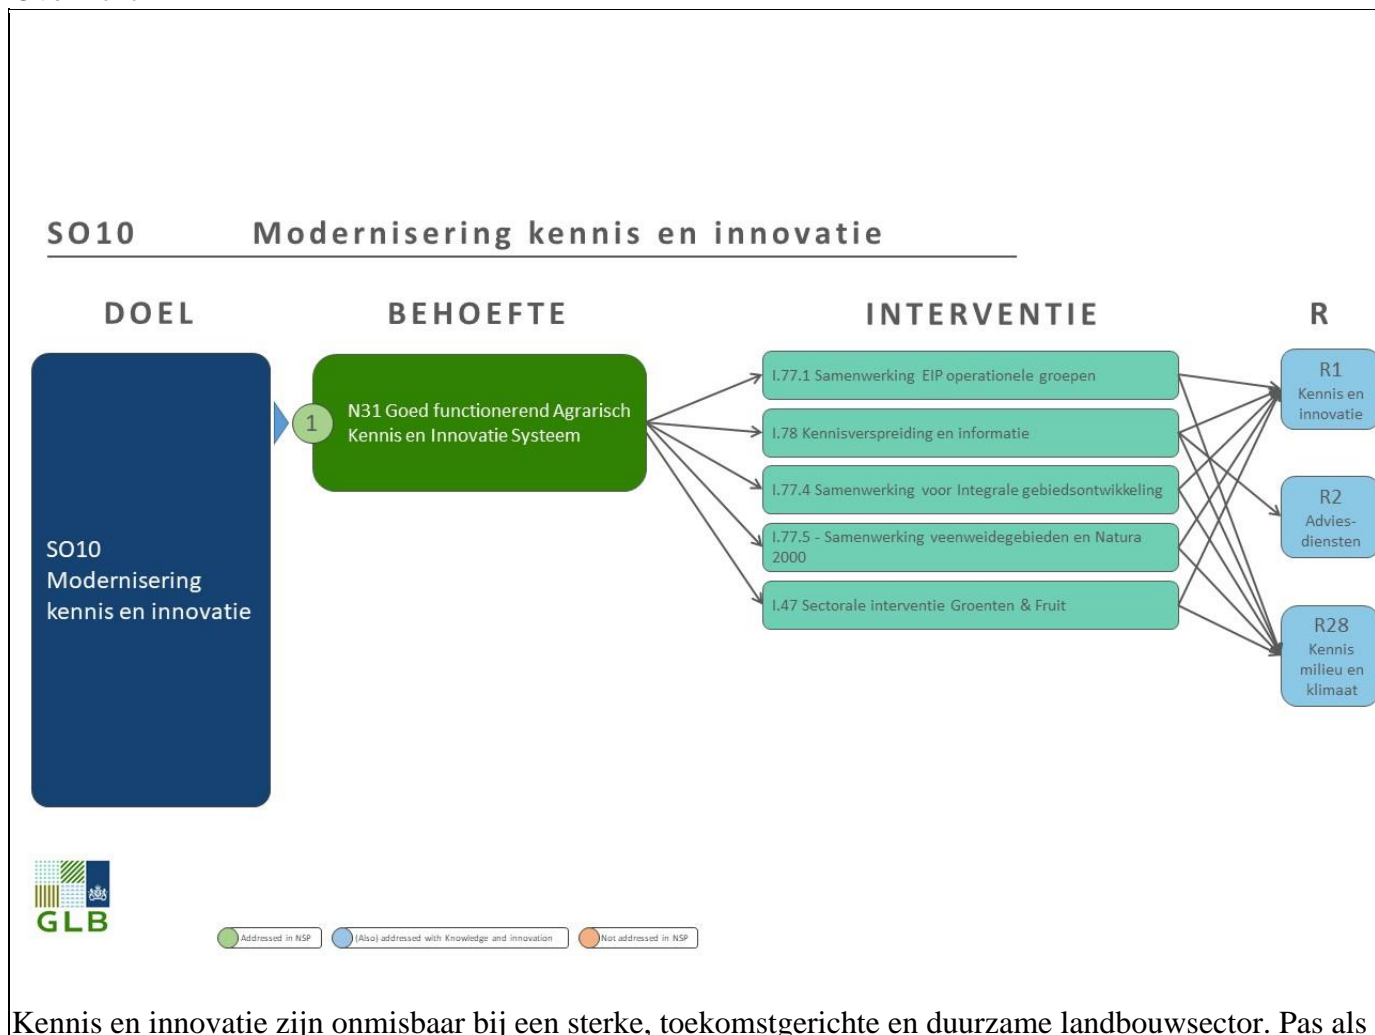 SO10 Modernisering kennis en innovatie
DOEL BEHOEFTE INTERVENTIE R
SO10
Modernisering
kennis en innovatie
1
N31 Goed functionerend Agrarisch
Kennis en Innovatie Systeem
I.77.1 Samenwerking EIP operationele groepen
I.78 Kennisverspreiding en informatie
I.77.4 Samenwerking voor Integrale gebiedsontwikkeling
I.77.5 - Samenwerking veenweidegebieden en Natura
2000
I.47 Sectorale interventie Groenten & Fruit
R1
Kennis en
innovatie
R2
Advies-
diensten
R28
Kennis
milieu en
klimaat
GLB
Addressed in NSP
(Also) addressed with Knowledge and innovation
Not addressed in NSP
Kennis en innovatie zijn onmisbaar bij een sterke, toekomstgerichte en duurzame landbouwsector. Pas als